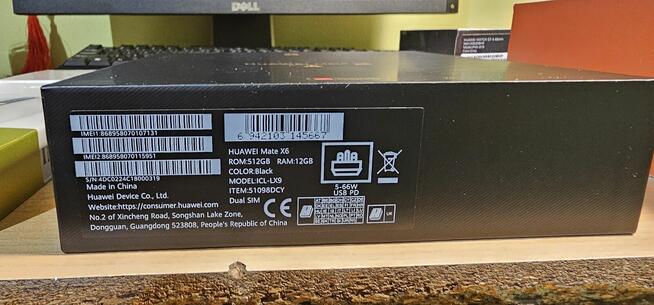 DELL
IMEI1 868958070107131
IMEI2 868958070115951
S/N 4DC0224C18000319
Made in China
Huawei Device Co., Ltd.
Website:https://consumer.huawei.com
No.2 of Xincheng Road, Songshan Lake Zone,
Dongguan, Guangdong 523808, People's Republic of China
6 942103 145667
HUAWEI Mate X6
ROM:512GB RAM:12GB
COLOR:Black
MODEL:ICL-LX9
ITEM:51098DCY
Dual SIM
CE
5-66W
USB PD
UK